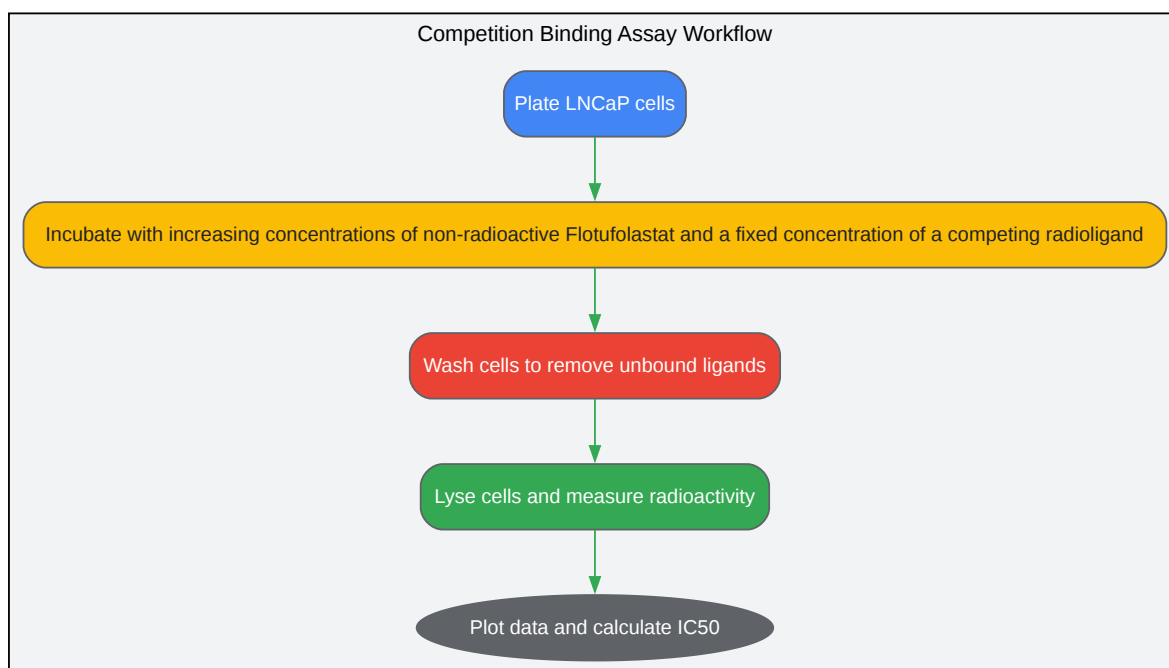 Competition Binding Assay Workflow
Plate LNCaP cells
Incubate with increasing concentrations of non-radioactive Flotufolastat and a fixed concentration of a competing radioligand
Wash cells to remove unbound ligands
Lyse cells and measure radioactivity
Plot data and calculate IC50